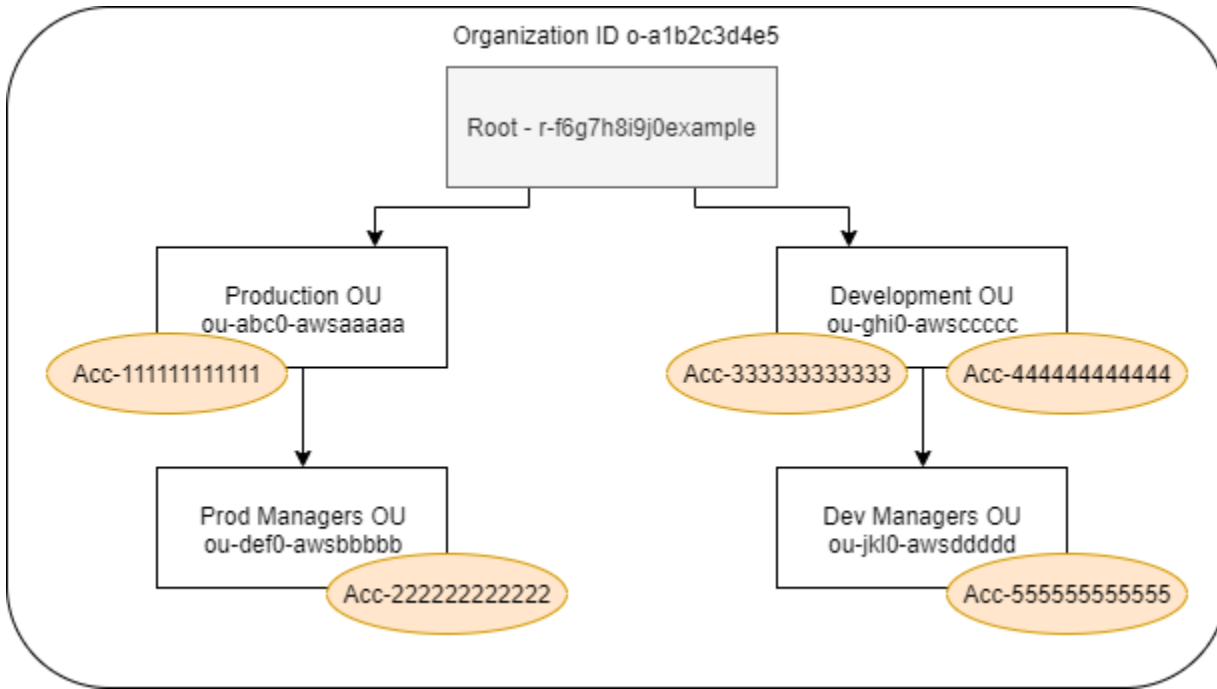 Organization ID o-a1b2c3d4e5
Root - r-f6g7h8i9j0example
Production OU
ou-abc0-awsaaaaa
Acc-111111111111
Development OU
ou-ghi0-awsccccc
Acc-333333333333
Acc-444444444444
Prod Managers OU
ou-def0-awsbbbbb
Acc-222222222222
Dev Managers OU
ou-jkl0-awsddddd
Acc-555555555555